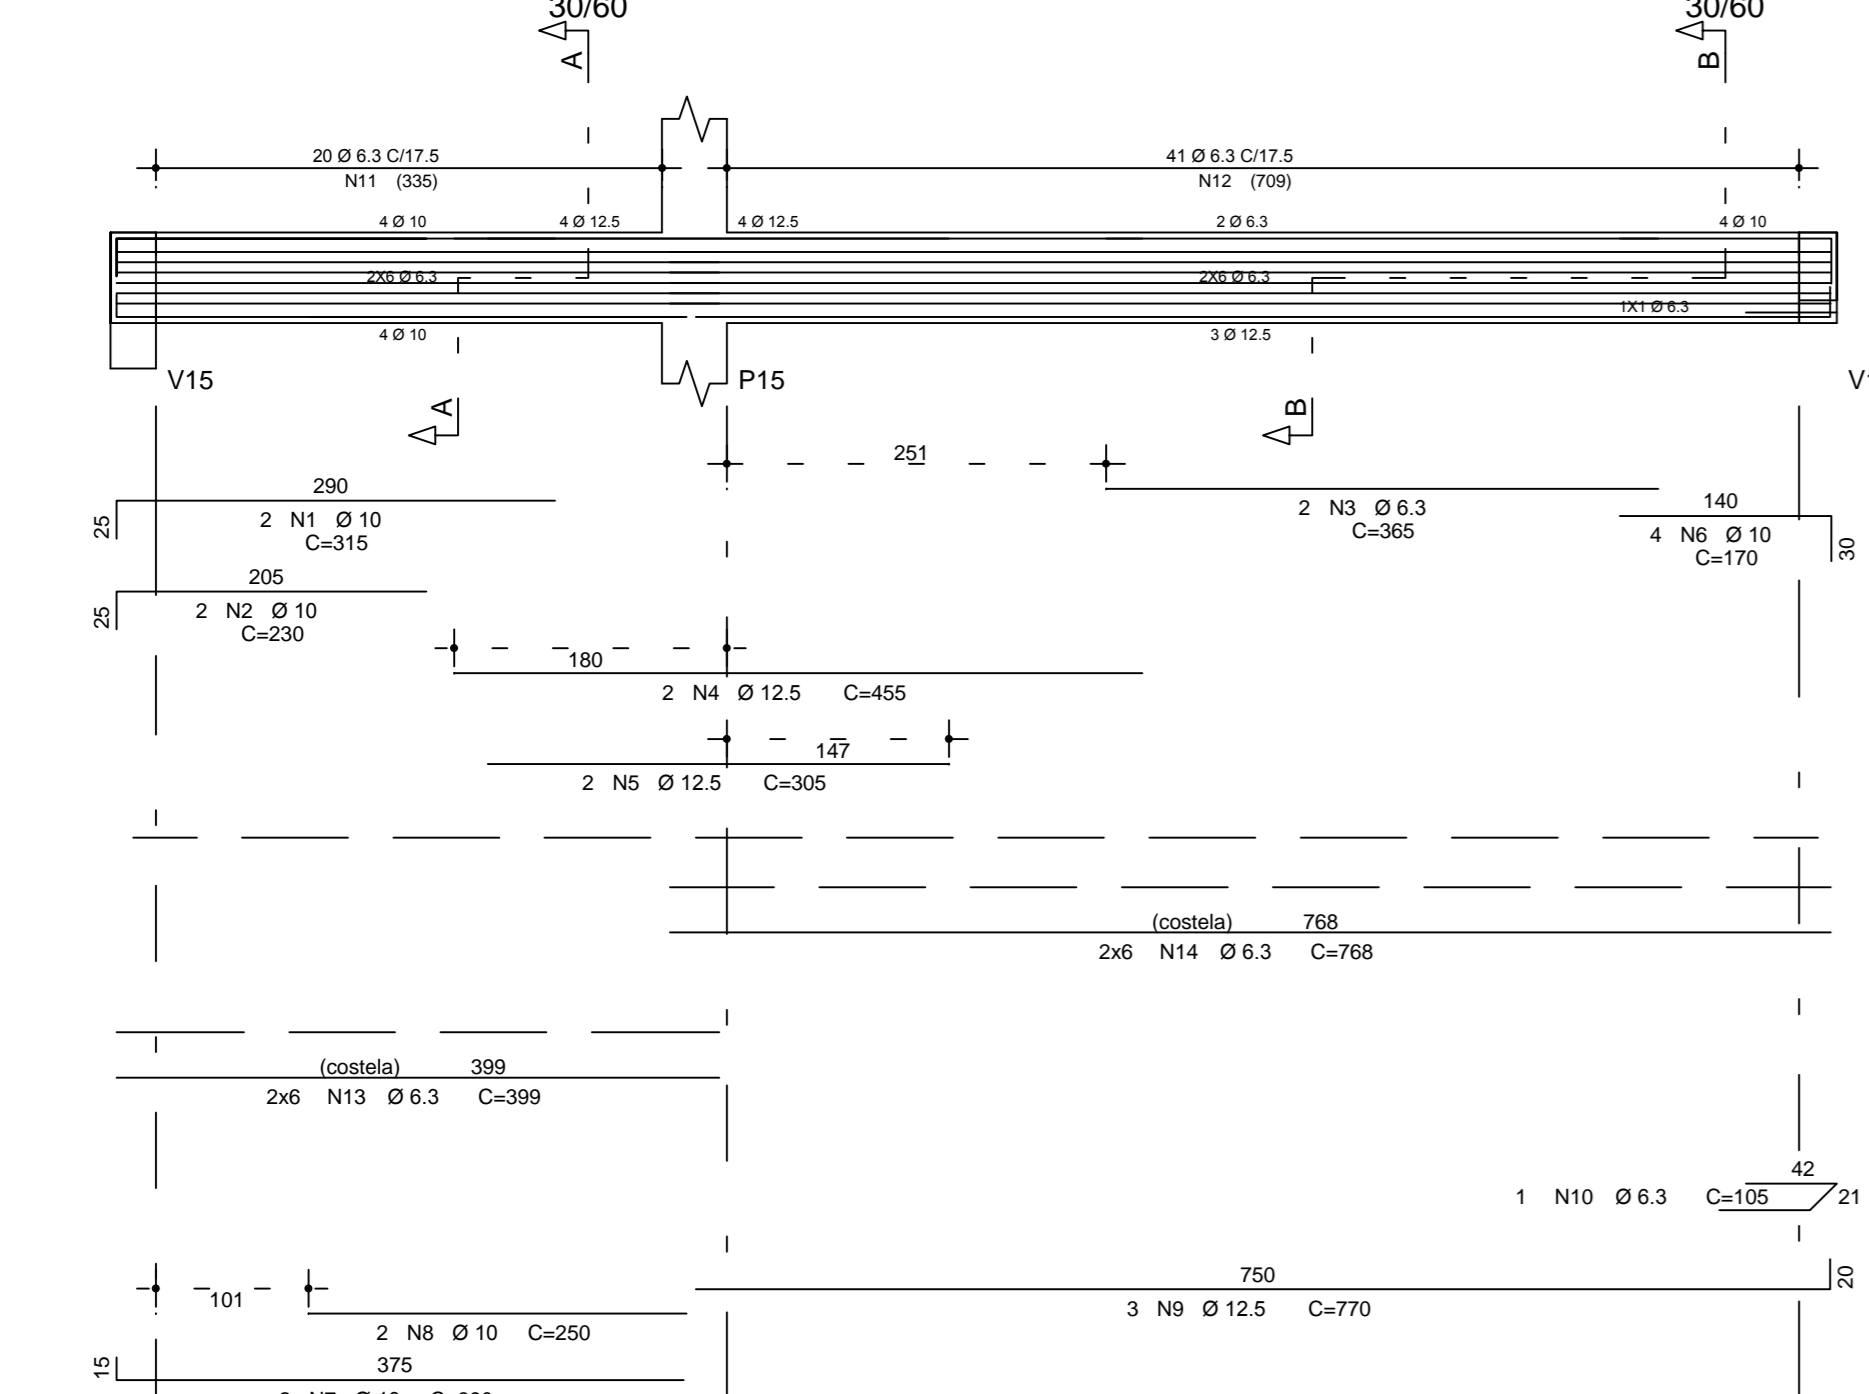 30/60 30/60
A B
20 Ø 6.3 C/17.5 41 Ø 6.3 C/17.5
N11 (335) N12 (709)
4 Ø 10 4 Ø 12.5 4 Ø 12.5 2 Ø 6.3 4 Ø 10
2X6 Ø 6.3 2X6 Ø 6.3
1X1 Ø 6.3
4 Ø 10 3 Ø 12.5
V15 P15
A B
251
290
25
2 N1 Ø 10
C=315
2 N3 Ø 6.3
C=365
140
4 N6 Ø 10
C=170
30
205
25
2 N2 Ø 10
C=230
180
2 N4 Ø 12.5 C=455
147
2 N5 Ø 12.5 C=305
(costela) 768
2x6 N14 Ø 6.3 C=768
(costela) 399
2x6 N13 Ø 6.3 C=399
42
1 N10 Ø 6.3 C=105 21
101
750
20
3 N9 Ø 12.5 C=770
2 N8 Ø 10 C=250
375
15